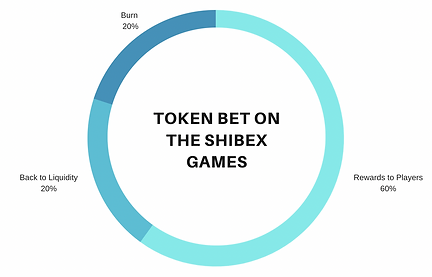 Burn
20%
TOKEN BET ON
THE SHIBEX
GAMES
Back to Liquidity
20%
Rewards to Players
60%